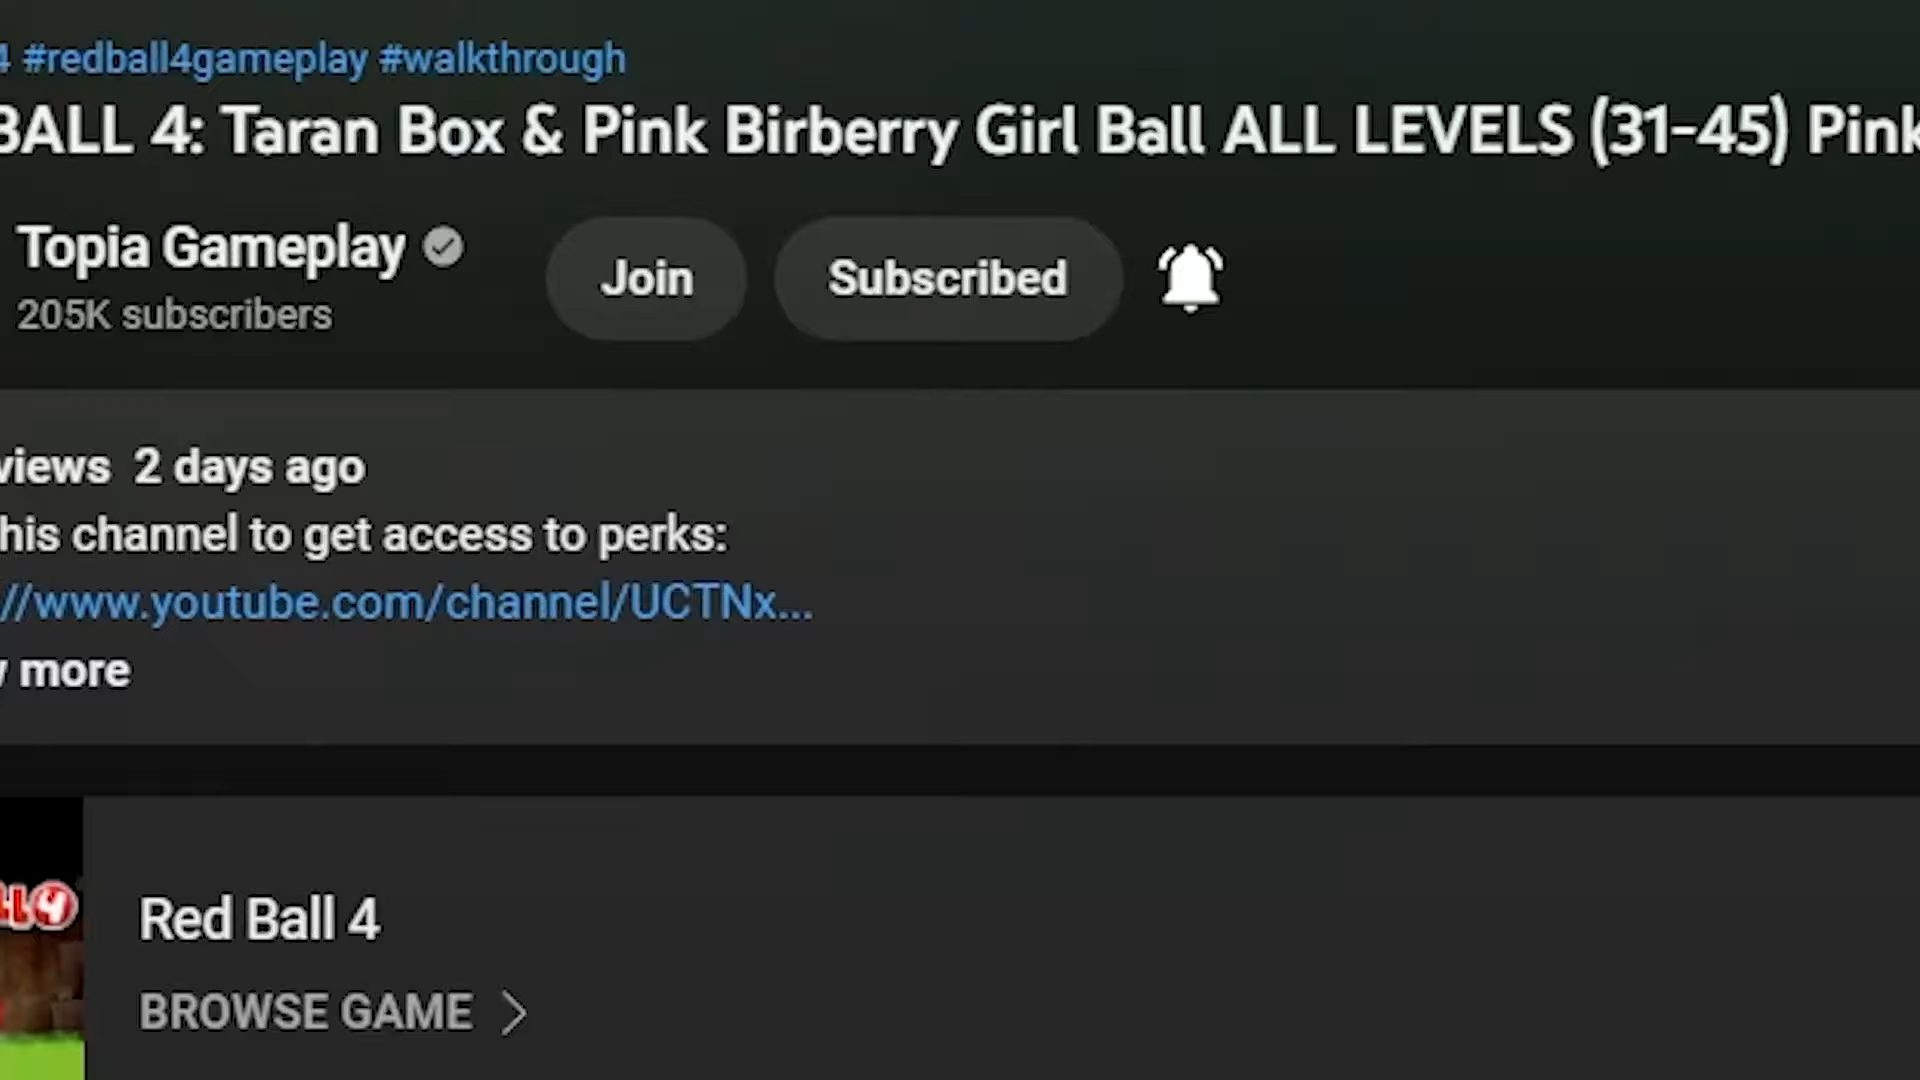 4 #redball4gameplay #walkthrough
BALL 4: Taran Box & Pink Birberry Girl Ball ALL LEVELS (31-45) Pink
Topia Gameplay
205K subscribers
Join
Subscribed
views 2 days ago
his channel to get access to perks:
//www.youtube.com/channel/UCTNx...
w more
LL4
Red Ball 4
BROWSE GAME